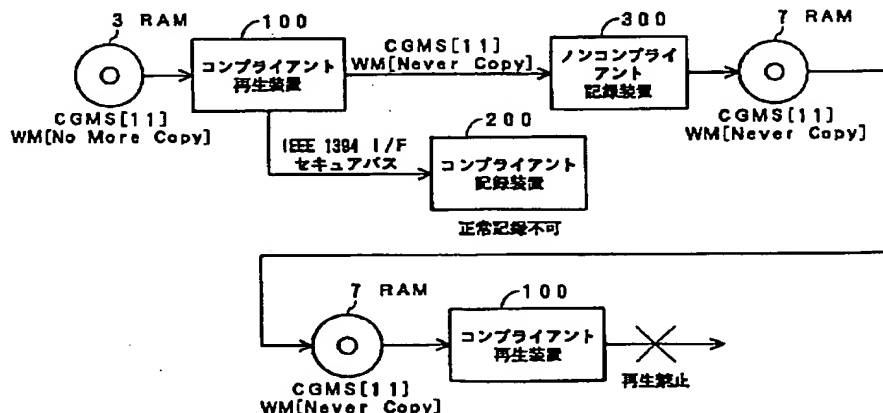 3 RAM
100
コンプライアント
再生装置
CGMS[11]
WM[No More Copy]
CGMS[11]
WM[Never Copy]
300
ノンコンプライ
アント
記録装置
7 RAM
CGMS[11]
WM[Never Copy]
IEEE 1394 I/F
セキュアバス
200
コンプライアント
記録装置
正常記録不可
7 RAM
CGMS[11]
WM[Never Copy]
100
コンプライアント
再生装置
再生禁止